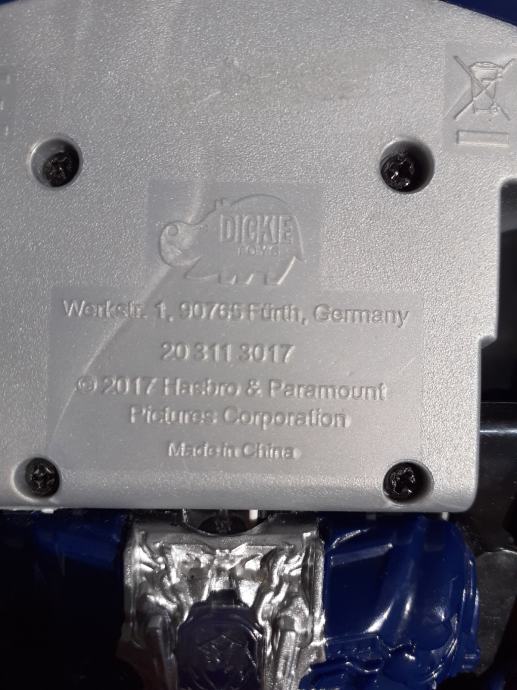 DICKIE
TOYS
Werkstr. 1, 90765 Fürth, Germany
20 311 3017
© 2017 Hasbro & Paramount
Pictures Corporation
Made in China